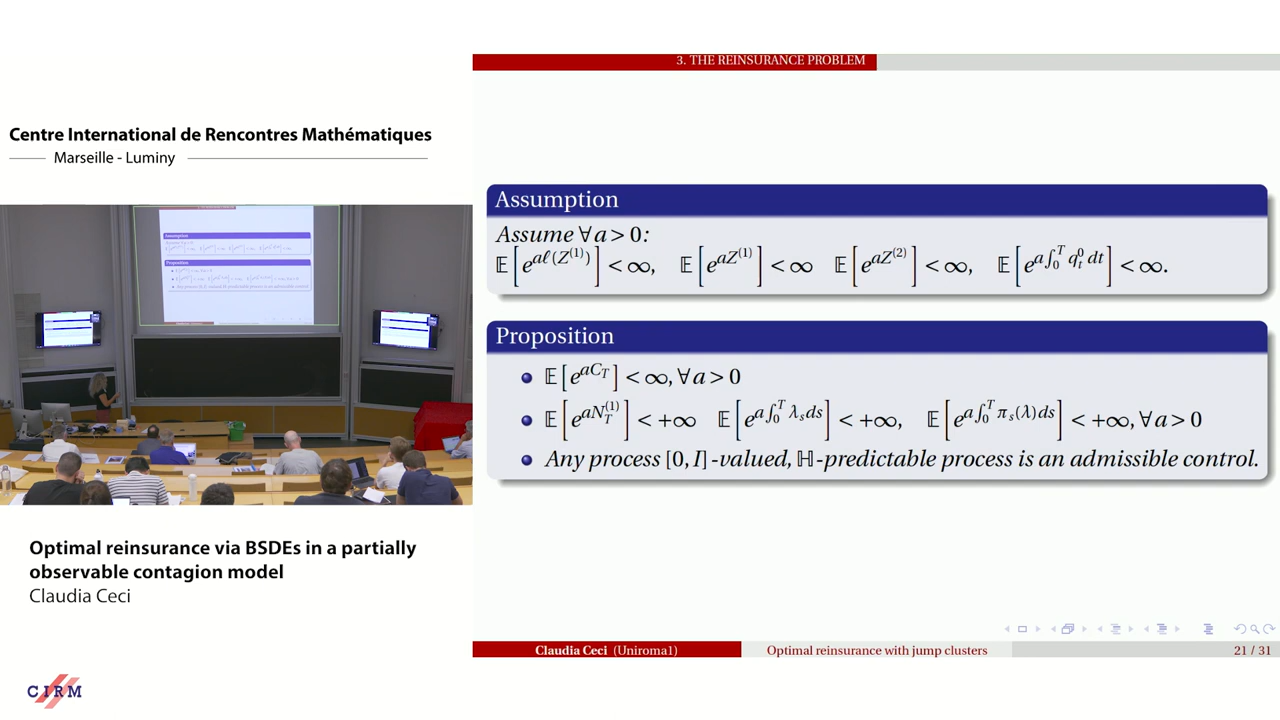 3. THE REINSURANCE PROBLEM
Centre International de Rencontres Mathématiques
Marseille - Luminy
Optimal reinsurance via BSDEs in a partially
observable contagion model
Claudia Ceci
CIRM
Assumption
Assume ∀a > 0:
𝔼[e^{aℓ(Z^{(1)})}] < ∞, 𝔼[e^{aZ^{(1)}}] < ∞ 𝔼[e^{aZ^{(2)}}] < ∞, 𝔼[e^{a∫_0^T q_t^0 dt}] < ∞.
Proposition
𝔼[e^{aC_T}] < ∞, ∀a > 0
𝔼[e^{aN_T^{(1)}}] < +∞ 𝔼[e^{a∫_0^T λ_s ds}] < +∞, 𝔼[e^{a∫_0^T π_s(λ)ds}] < +∞, ∀a > 0
Any process [0, I]-valued, ℍ-predictable process is an admissible control.
Claudia Ceci (Uniroma1)
Optimal reinsurance with jump clusters
21 / 31